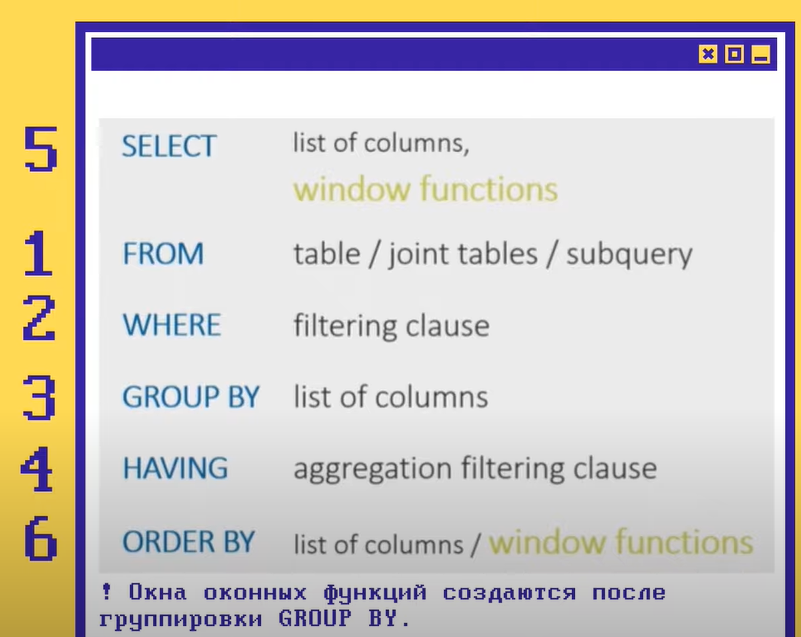 5 SELECT list of columns,
window functions
1 FROM table / joint tables / subquery
2 WHERE filtering clause
3 GROUP BY list of columns
4 HAVING aggregation filtering clause
6 ORDER BY list of columns / window functions
! Окна оконных функций создаются после
группировки GROUP BY.